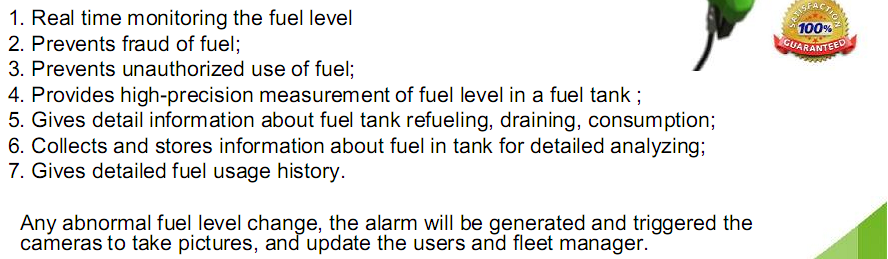 1. Real time monitoring the fuel level
2. Prevents fraud of fuel;
3. Prevents unauthorized use of fuel;
4. Provides high-precision measurement of fuel level in a fuel tank ;
5. Gives detail information about fuel tank refueling, draining, consumption;
6. Collects and stores information about fuel in tank for detailed analyzing;
7. Gives detailed fuel usage history.
Any abnormal fuel level change, the alarm will be generated and triggered the
cameras to take pictures, and update the users and fleet manager.
SATISFACTION
100%
GUARANTEED